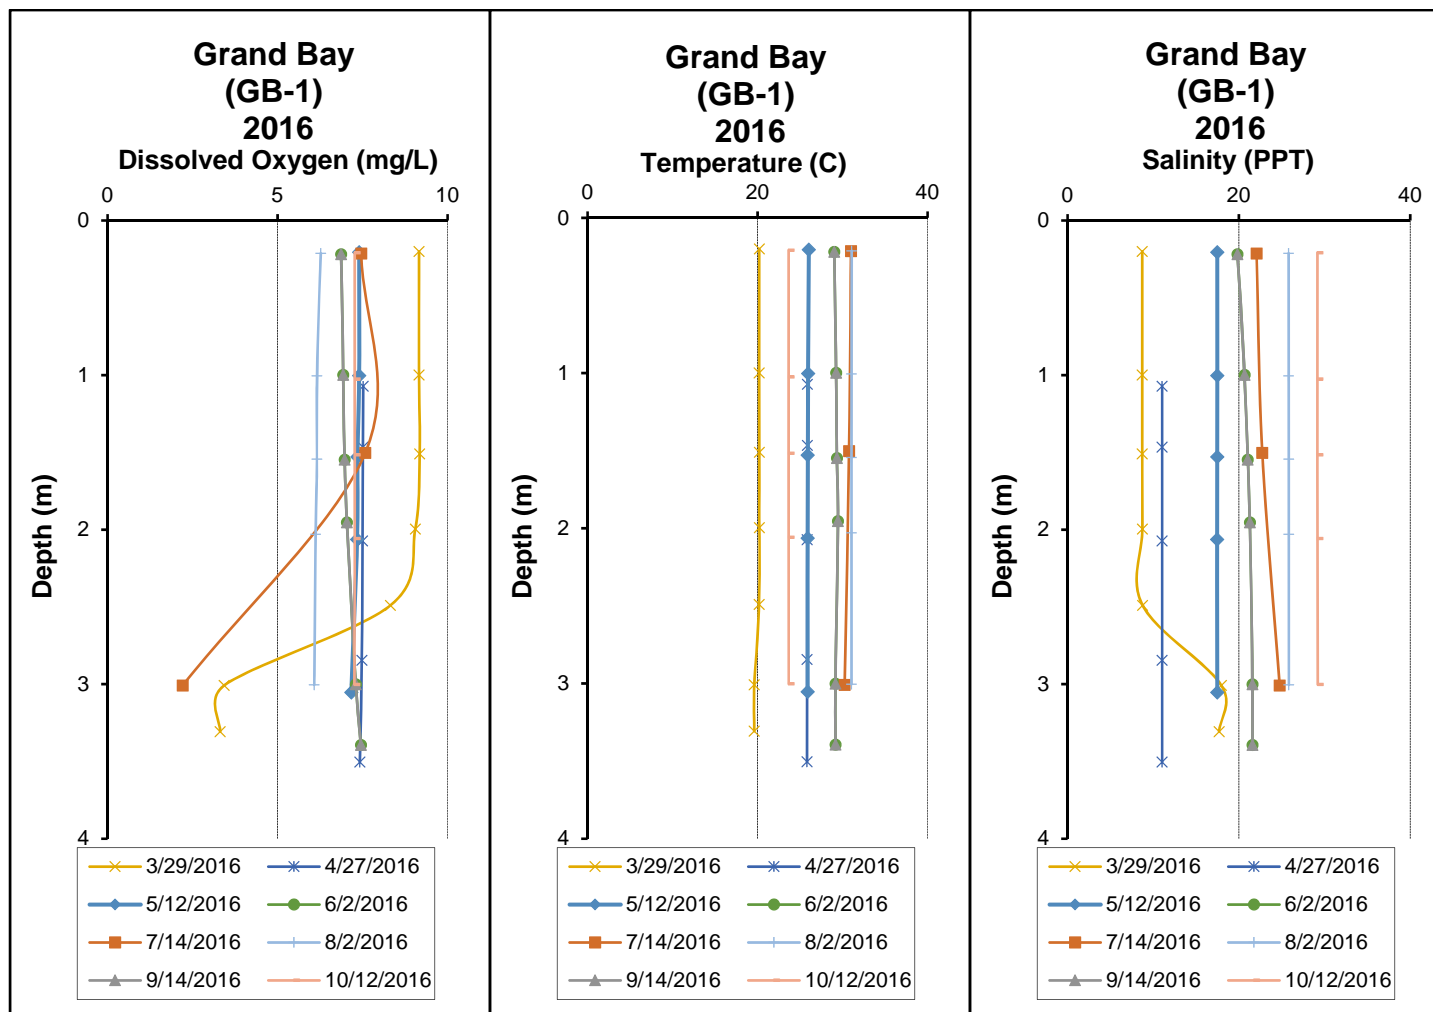 Grand Bay
(GB-1)
2016
Dissolved Oxygen (mg/L)
0 5 10
0
1
2
3
4
Depth (m)
3/29/2016 4/27/2016
5/12/2016 6/2/2016
7/14/2016 8/2/2016
9/14/2016 10/12/2016
Grand Bay
(GB-1)
2016
Temperature (C)
0 20 40
0
1
2
3
4
Depth (m)
3/29/2016 4/27/2016
5/12/2016 6/2/2016
7/14/2016 8/2/2016
9/14/2016 10/12/2016
Grand Bay
(GB-1)
2016
Salinity (PPT)
0 20 40
0
1
2
3
4
Depth (m)
3/29/2016 4/27/2016
5/12/2016 6/2/2016
7/14/2016 8/2/2016
9/14/2016 10/12/2016